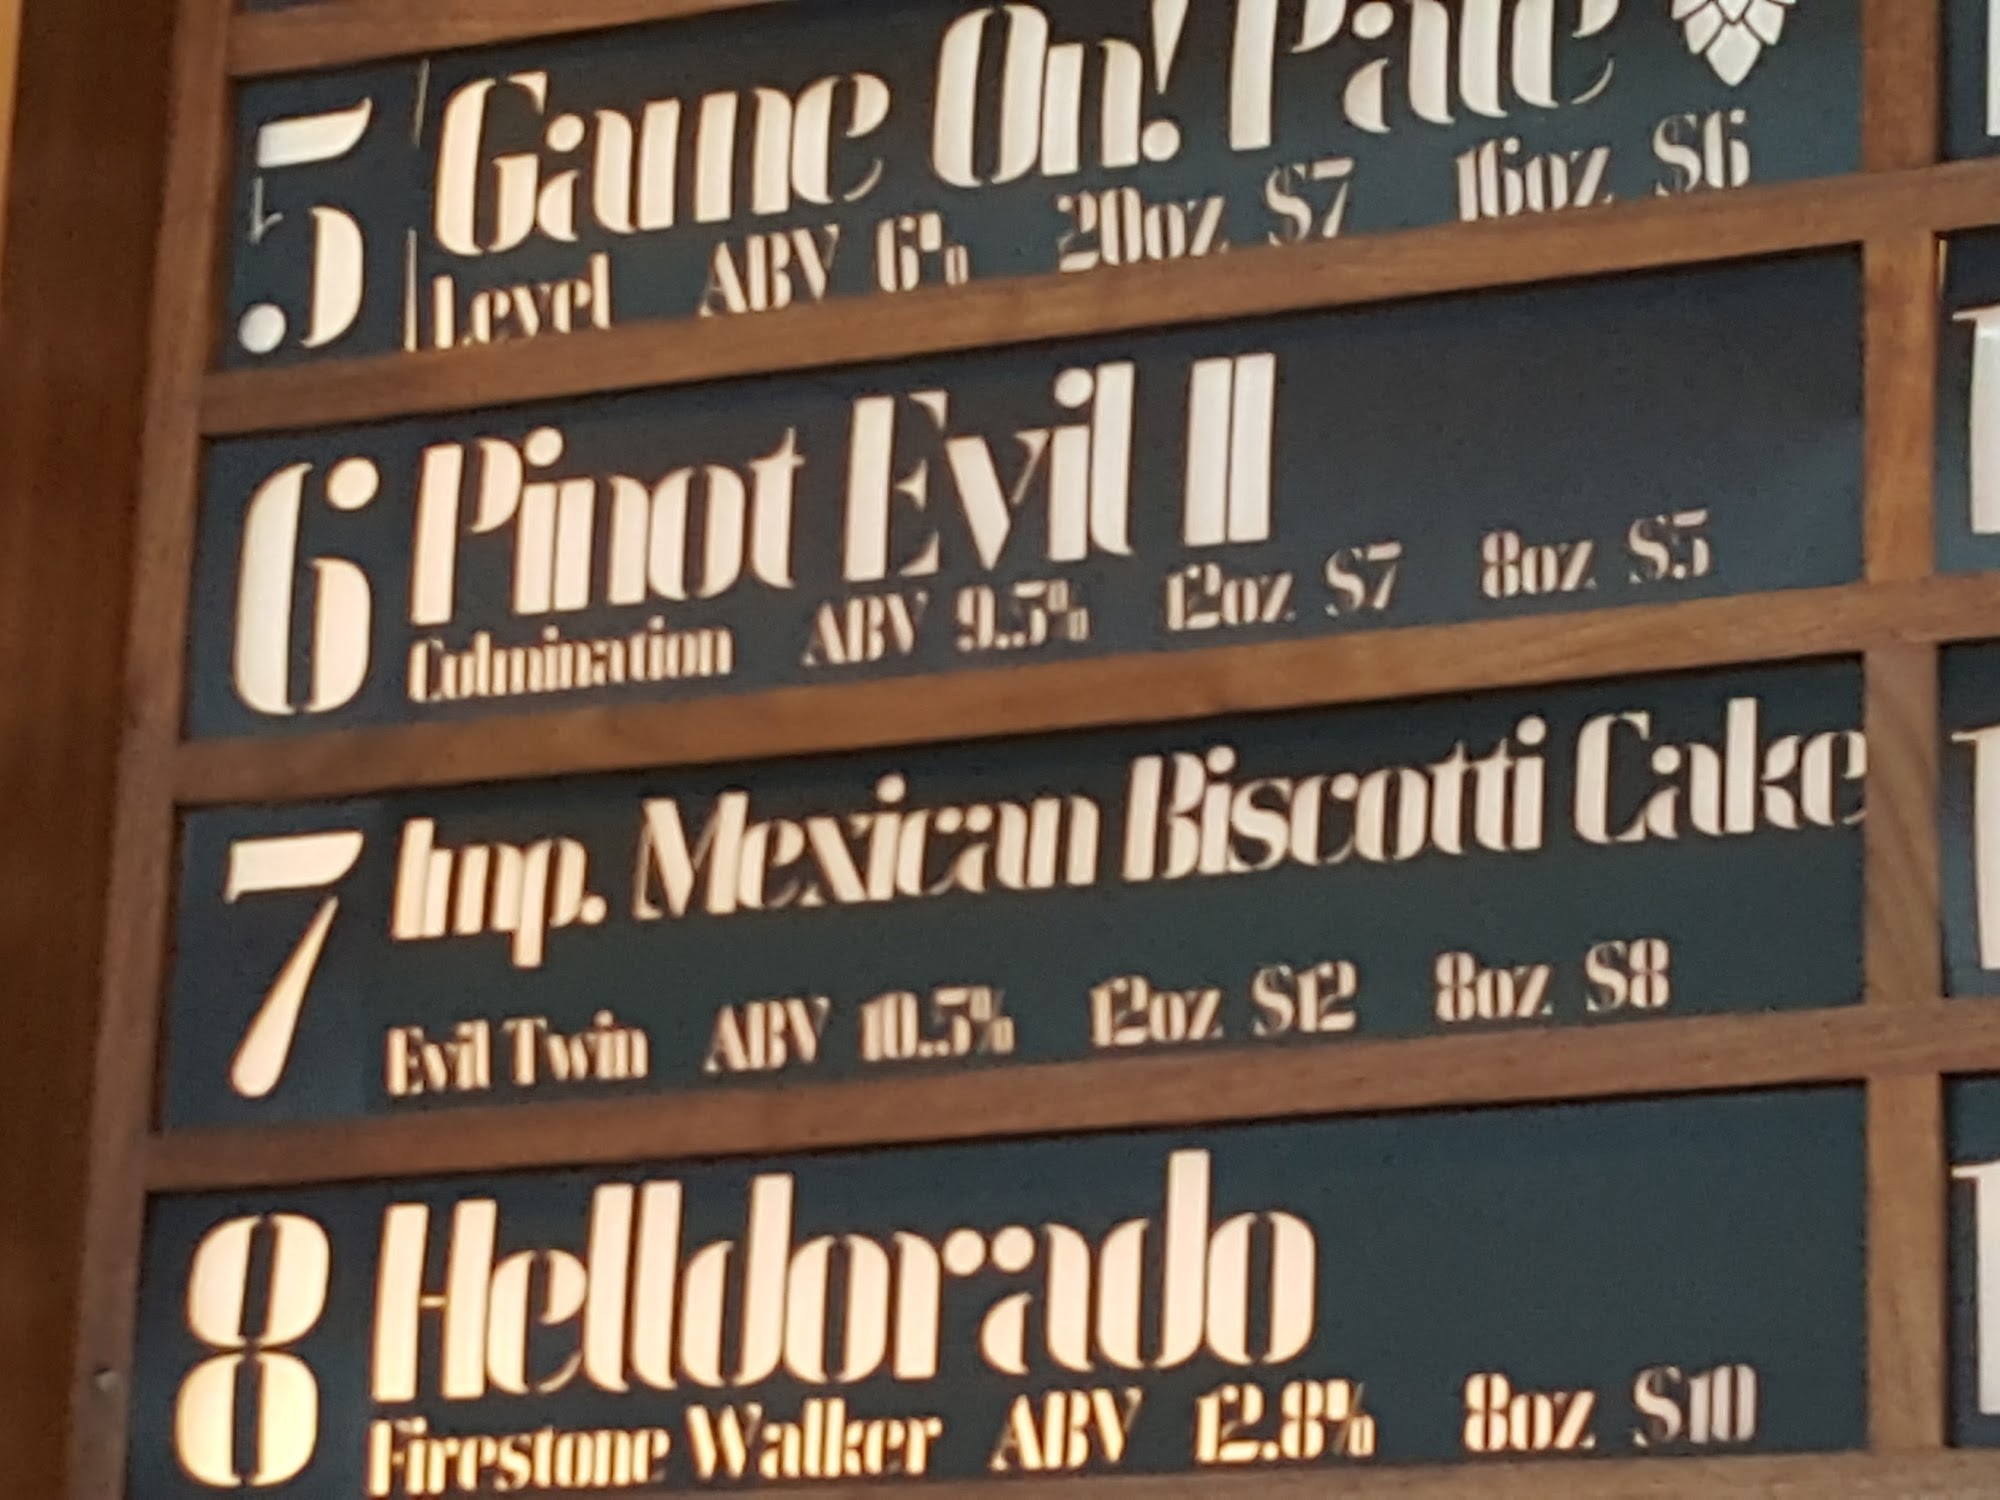 5 Game On! Pale
Level ABV 6% 20oz $7 16oz $6
6 Pinot Evil II
Culmination ABV 9.5% 12oz $7 8oz $5
7 Imp. Mexican Biscotti Cake
Evil Twin ABV 10.5% 12oz $12 8oz $8
8 Helldorado
Firestone Walker ABV 12.8% 8oz $10